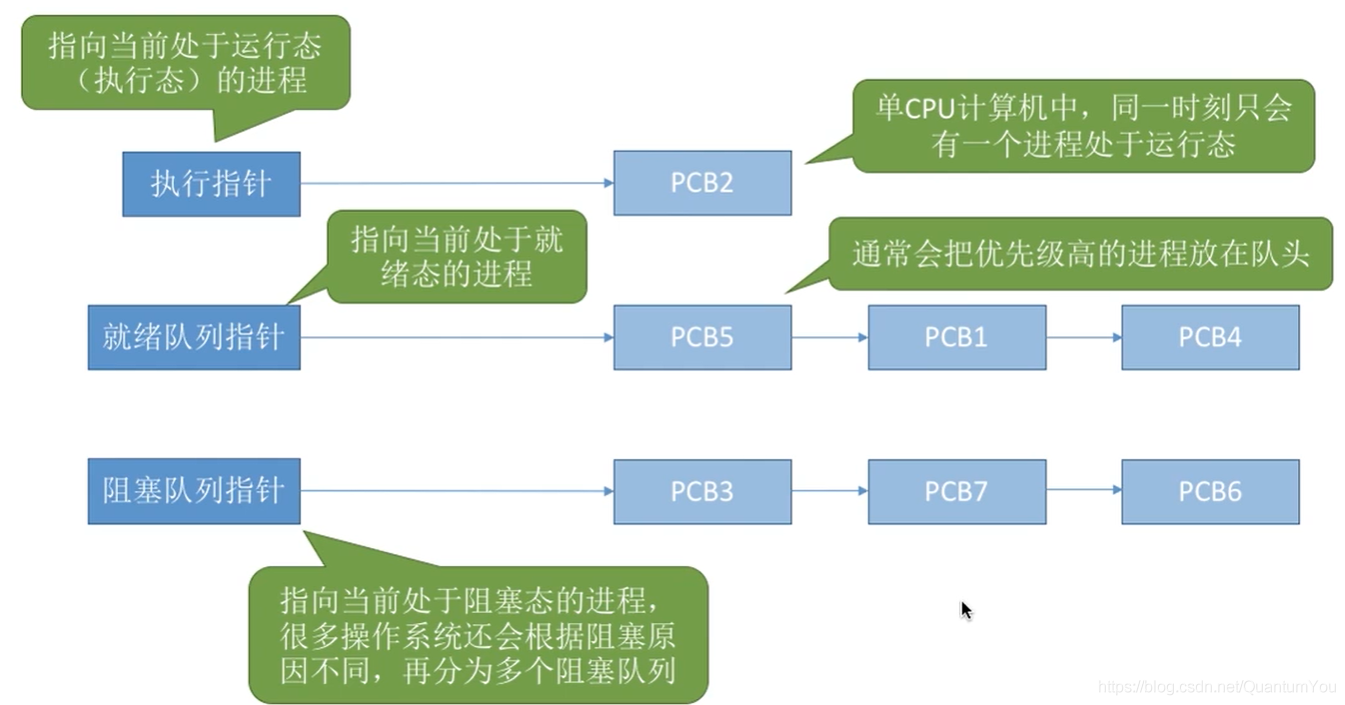 指向当前处于运行态
（执行态）的进程
单CPU计算机中，同一时刻只会
有一个进程处于运行态
执行指针
PCB2
指向当前处于就
绪态的进程
通常会把优先级高的进程放在队头
就绪队列指针
PCB5
PCB1
PCB4
阻塞队列指针
PCB3
PCB7
PCB6
指向当前处于阻塞态的进程，
很多操作系统还会根据阻塞原
因不同，再分为多个阻塞队列
https://blog.csdn.net/QuantumYou